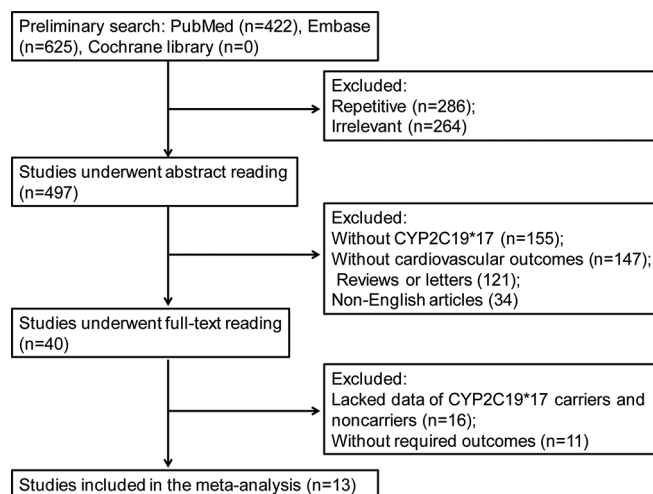 Preliminary search: PubMed (n=422), Embase
(n=625), Cochrane library (n=0)
Excluded:
Repetitive (n=286);
Irrelevant (n=264)
Studies underwent abstract reading
(n=497)
Excluded:
Without CYP2C19*17 (n=155);
Without cardiovascular outcomes (n=147);
Reviews or letters (121);
Non-English articles (34)
Studies underwent full-text reading
(n=40)
Excluded:
Lacked data of CYP2C19*17 carriers and
noncarriers (n=16);
Without required outcomes (n=11)
Studies included in the meta-analysis (n=13)